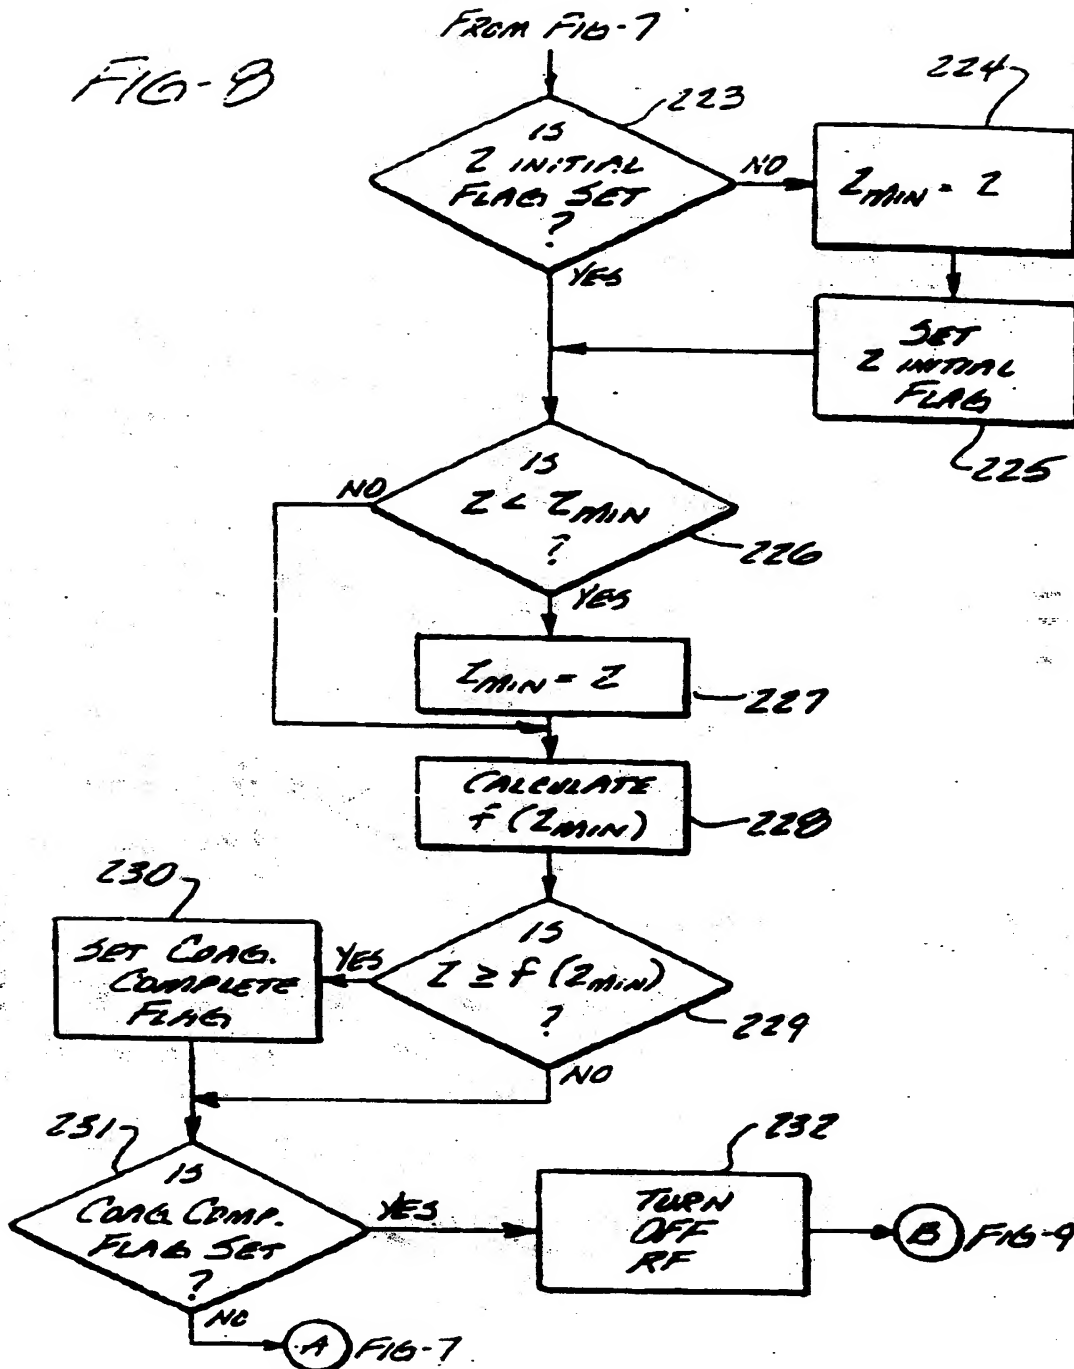 FROM FIG-7
FIG-8
223
IS
Z INITIAL
FLAG SET
?
NO
YES
224
ZMIN = Z
SET
Z INITIAL
FLAG
225
IS
Z < ZMIN
?
NO
YES
226
ZMIN = Z
227
CALCULATE
f (ZMIN)
228
230
SET COAG.
COMPLETE
FLAG
YES
IS
Z ≥ f (ZMIN)
?
229
NO
231
IS
COAG. COMP.
FLAG SET
?
YES
NO
232
TURN
OFF
RF
B FIG-9
A FIG-7